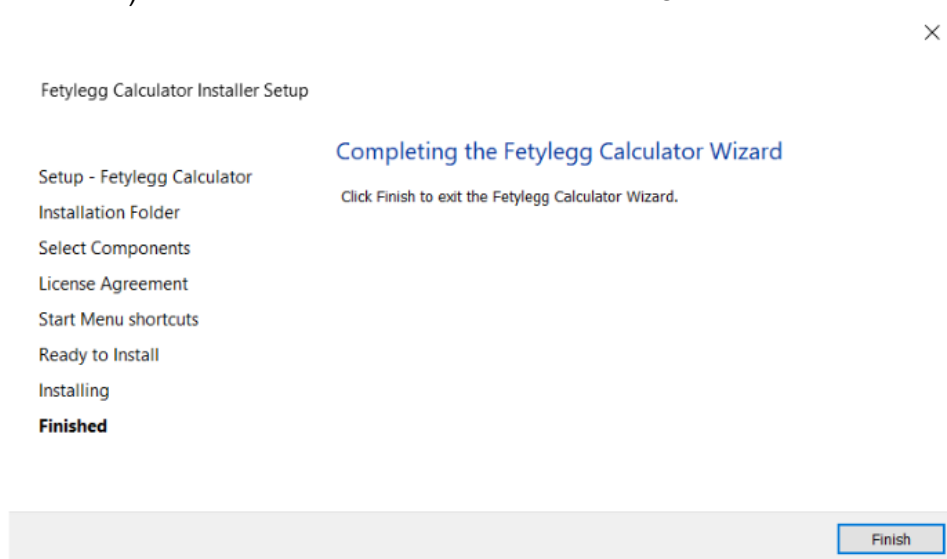 Fetylegg Calculator Installer Setup
Setup - Fetylegg Calculator
Installation Folder
Select Components
License Agreement
Start Menu shortcuts
Ready to Install
Installing
Finished
Completing the Fetylegg Calculator Wizard
Click Finish to exit the Fetylegg Calculator Wizard.
Finish